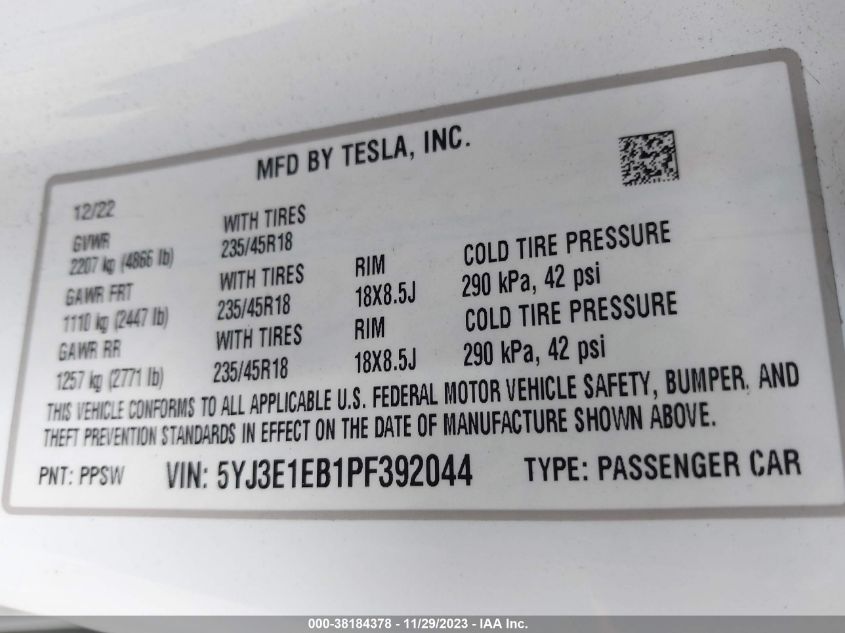 MFD BY TESLA, INC.
12/22
GVWR WITH TIRES
2207 kg (4866 lb) 235/45R18
GAWR FRT WITH TIRES RIM COLD TIRE PRESSURE
1110 kg (2447 lb) 235/45R18 18X8.5J 290 kPa, 42 psi
GAWR RR WITH TIRES RIM COLD TIRE PRESSURE
1257 kg (2771 lb) 235/45R18 18X8.5J 290 kPa, 42 psi
THIS VEHICLE CONFORMS TO ALL APPLICABLE U.S. FEDERAL MOTOR VEHICLE SAFETY, BUMPER, AND
THEFT PREVENTION STANDARDS IN EFFECT ON THE DATE OF MANUFACTURE SHOWN ABOVE.
PNT: PPSW VIN: 5YJ3E1EB1PF392044 TYPE: PASSENGER CAR
000-38184378 - 11/29/2023 - IAA Inc.